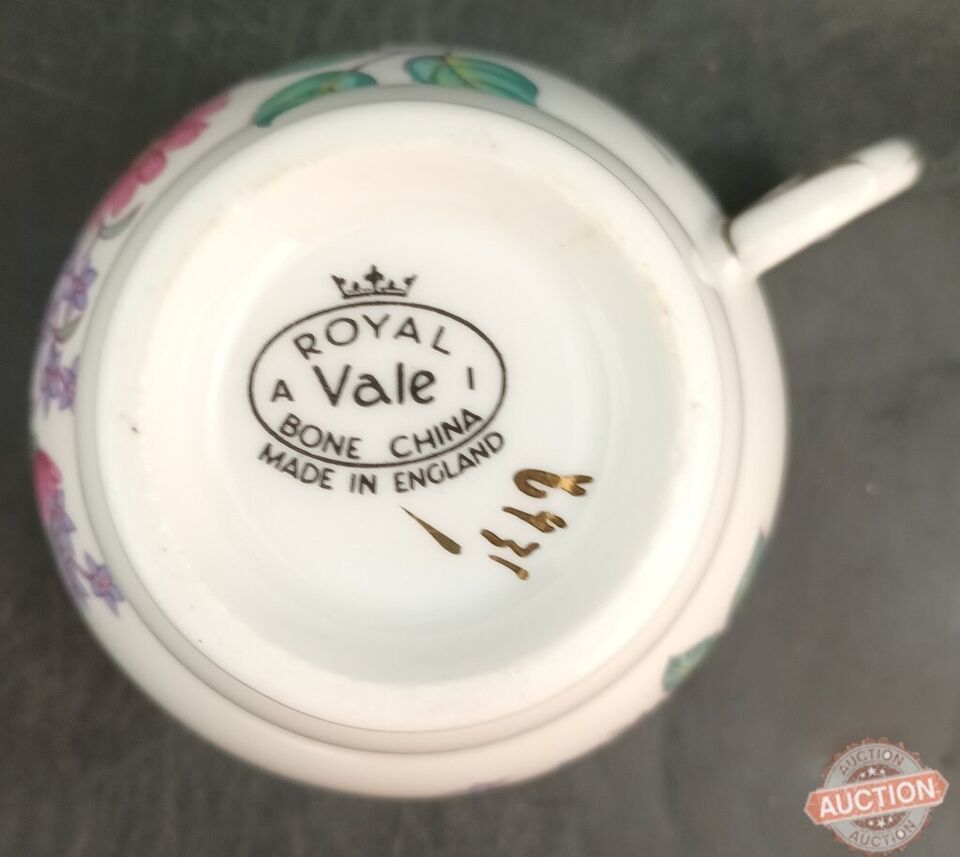 ROYAL
A Vale 1
BONE CHINA
MADE IN ENGLAND
AUCTION
AUCTION
AUCTION